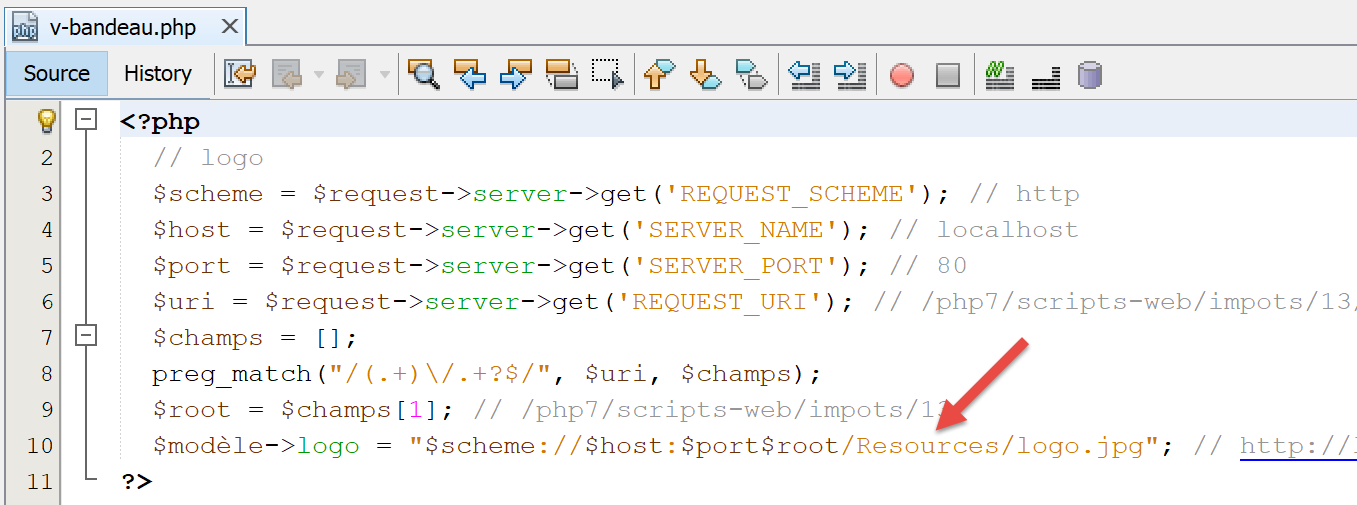 v-bandeau.php
Source History
<?php
2 // logo
3 $scheme = $request->server->get('REQUEST_SCHEME'); // http
4 $host = $request->server->get('SERVER_NAME'); // localhost
5 $port = $request->server->get('SERVER_PORT'); // 80
6 $uri = $request->server->get('REQUEST_URI'); // /php7/scripts-web/impots/13/
7 $champs = [];
8 preg_match("/(.+)\/.+?$/", $uri, $champs);
9 $root = $champs[1]; // /php7/scripts-web/impots/13
10 $modèle->logo = "$scheme://$host:$port$root/Resources/logo.jpg"; // http://l
11 ?>